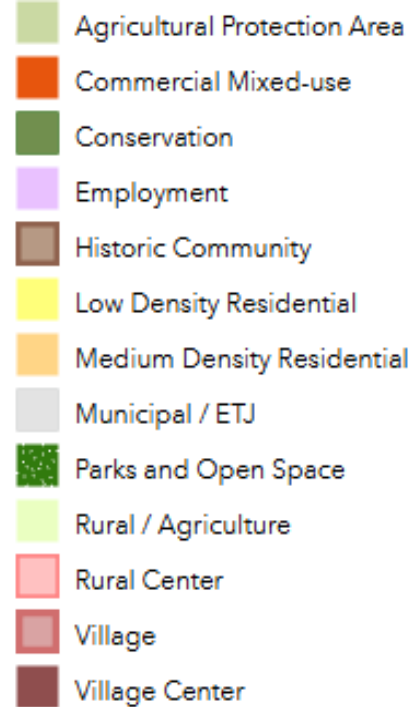 Agricultural Protection Area
Commercial Mixed-use
Conservation
Employment
Historic Community
Low Density Residential
Medium Density Residential
Municipal / ETJ
Parks and Open Space
Rural / Agriculture
Rural Center
Village
Village Center